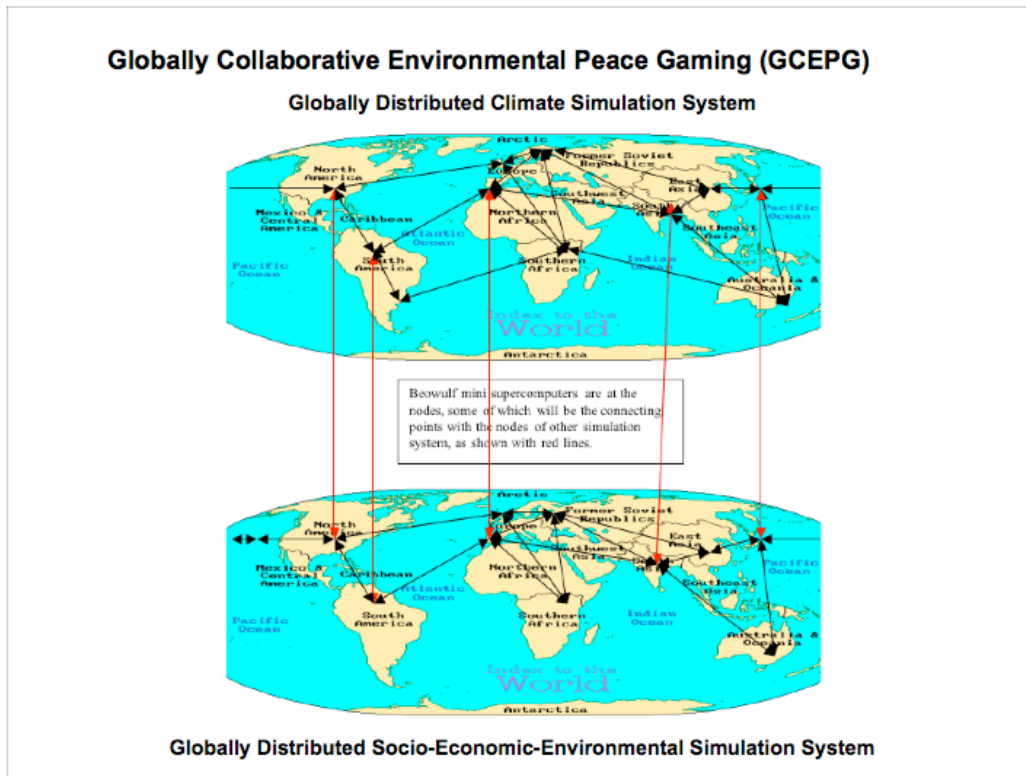 Globally Collaborative Environmental Peace Gaming (GCEPG)
Globally Distributed Climate Simulation System
Arctic
North
America
Europe
Former Soviet
Republics
East
Asia
Southwest
Asia
South
Asia
Mexico &
Central
America
Caribbean
Northern
Africa
Southeast
Asia
Pacific
Ocean
Atlantic
Ocean
Pacific
Ocean
South
America
Southern
Africa
Indian
Ocean
Australia &
Oceania
Index to the
World
Antarctica
Beowulf mini supercomputers are at the
nodes, some of which will be the connecting
points with the nodes of other simulation
system, as shown with red lines.
Arctic
North
America
Europe
Former Soviet
Republics
East
Asia
Southwest
Asia
South
Asia
Mexico &
Central
America
Caribbean
Northern
Africa
Southeast
Asia
Pacific
Ocean
Atlantic
Ocean
Pacific
Ocean
South
America
Southern
Africa
Indian
Ocean
Australia &
Oceania
Index to the
World
Antarctica
Globally Distributed Socio-Economic-Environmental Simulation System